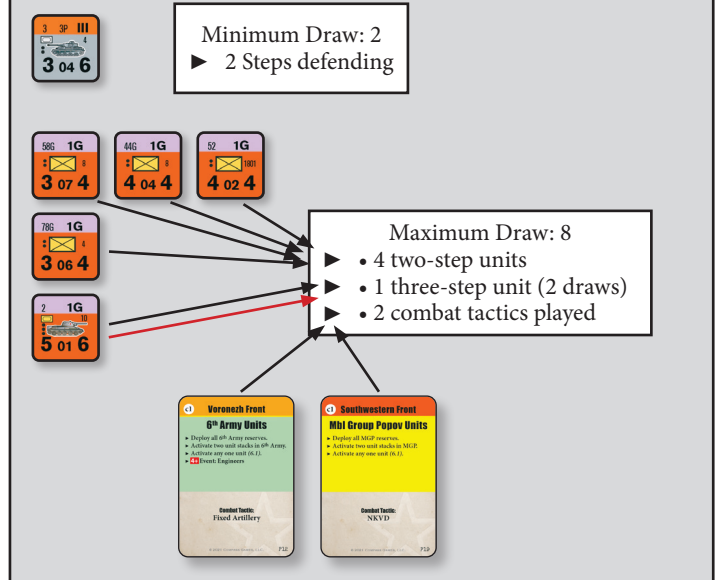 3 3P III
4
3 04 6
Minimum Draw: 2
► 2 Steps defending
58G 1G
8
3 07 4
44G 1G
8
4 04 4
52 1G
1801
4 02 4
78G 1G
4
3 06 4
2 1G
10
5 01 6
Maximum Draw: 8
► • 4 two-step units
► • 1 three-step unit (2 draws)
► • 2 combat tactics played
c1 Voronezh Front
6th Army Units
► Deploy all 6th Army reserves.
► Activate two unit stacks in 6th Army.
► Activate any one unit (6.1).
► 4+ Event: Engineers
Combat Tactic:
Fixed Artillery
c1 Southwestern Front
Mbl Group Popov Units
► Deploy all MGP reserves.
► Activate two unit stacks in MGP.
► Activate any one unit (6.1).
Combat Tactic:
NKVD